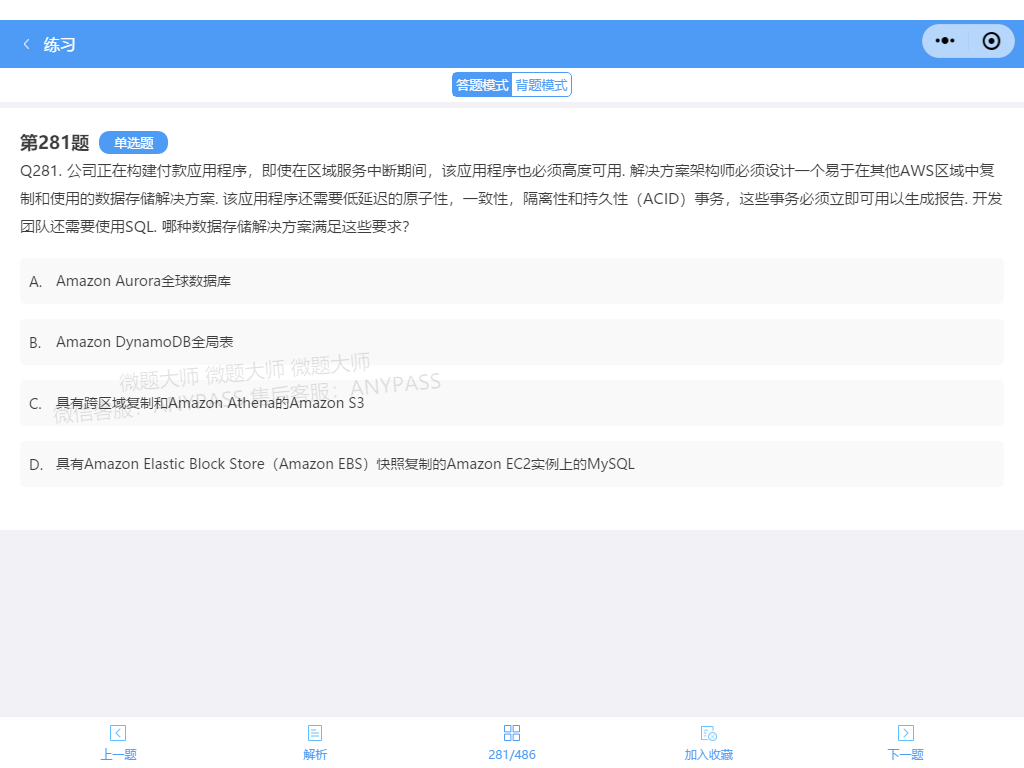 练习
答题模式 背题模式
第281题 单选题
Q281. 公司正在构建付款应用程序，即使在区域服务中断期间，该应用程序也必须高度可用. 解决方案架构师必须设计一个易于在其他AWS区域中复
制和使用的数据存储解决方案. 该应用程序还需要低延迟的原子性，一致性，隔离性和持久性（ACID）事务，这些事务必须立即可用以生成报告. 开发
团队还需要使用SQL. 哪种数据存储解决方案满足这些要求？
A. Amazon Aurora全球数据库
B. Amazon DynamoDB全局表
微题大师 微题大师 微题大师
微信客服：ANYPASS 售后客服：ANYPASS
C. 具有跨区域复制和Amazon Athena的Amazon S3
D. 具有Amazon Elastic Block Store（Amazon EBS）快照复制的Amazon EC2实例上的MySQL
上一题 解析 281/486 加入收藏 下一题